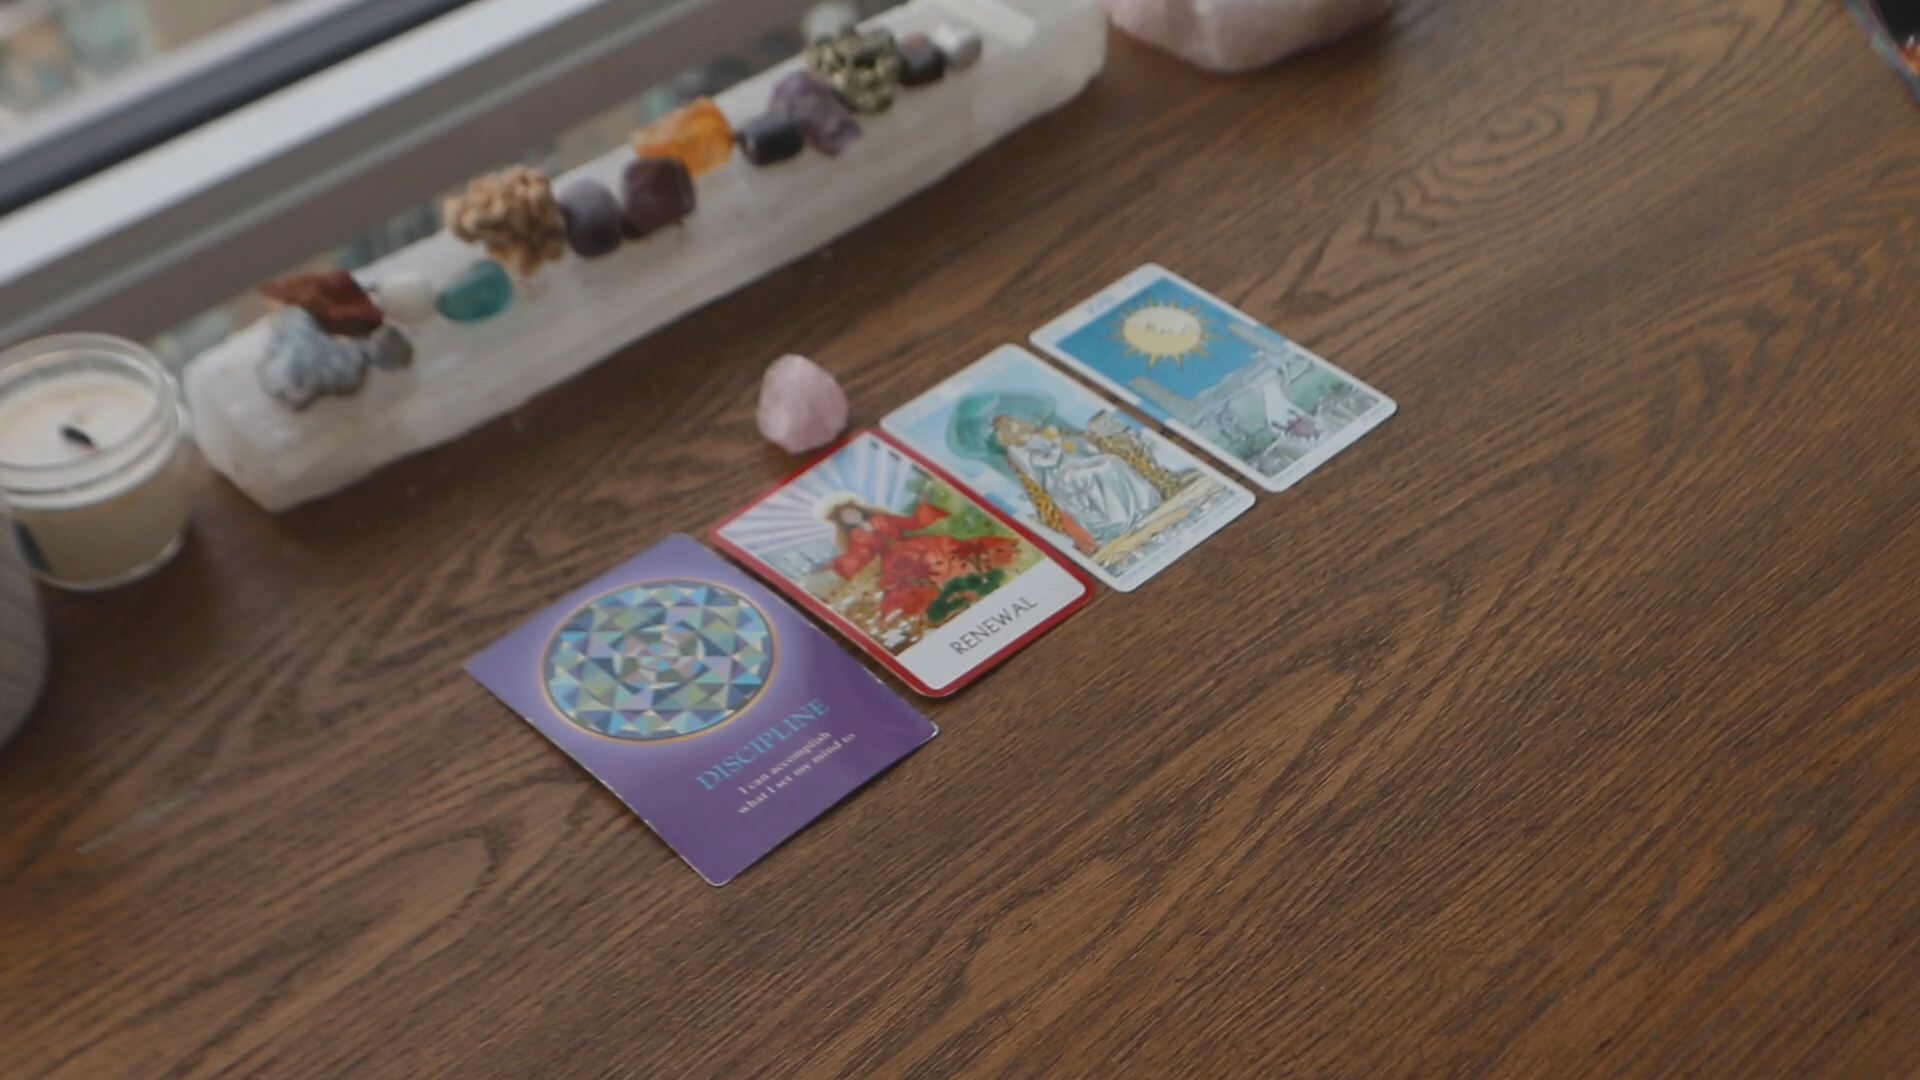 DISCIPLINE
I can accomplish
what I set my mind to
RENEWAL